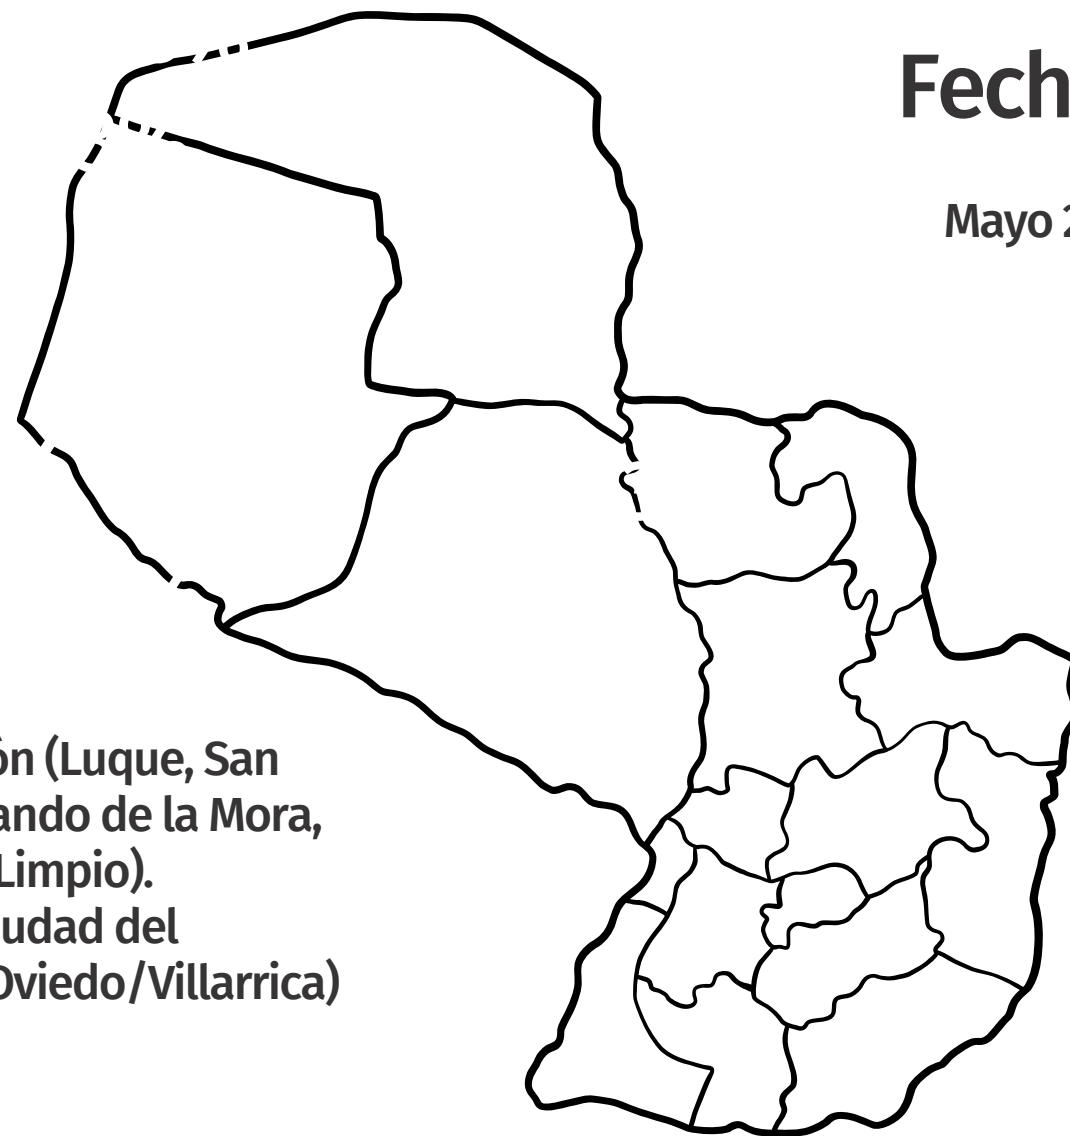 Fech
Mayo 2
ón (Luque, San
ando de la Mora,
Limpio).
udad del
Oviedo/Villarrica)